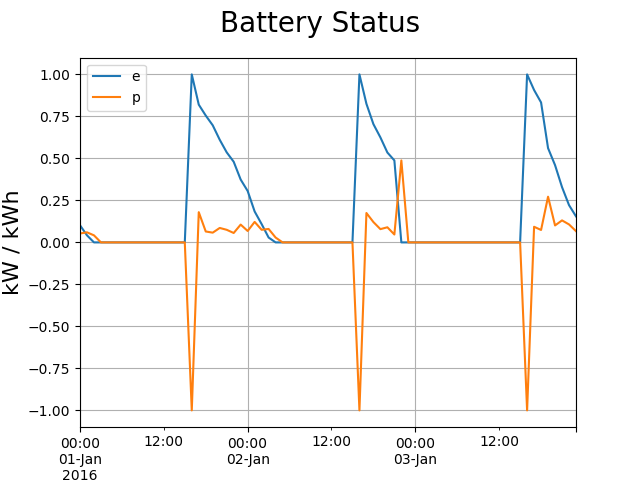 Battery Status
kW / kWh
1.00
0.75
0.50
0.25
0.00
−0.25
−0.50
−0.75
−1.00
e
p
00:00 12:00 00:00 12:00 00:00 12:00
01-Jan 02-Jan 03-Jan
2016